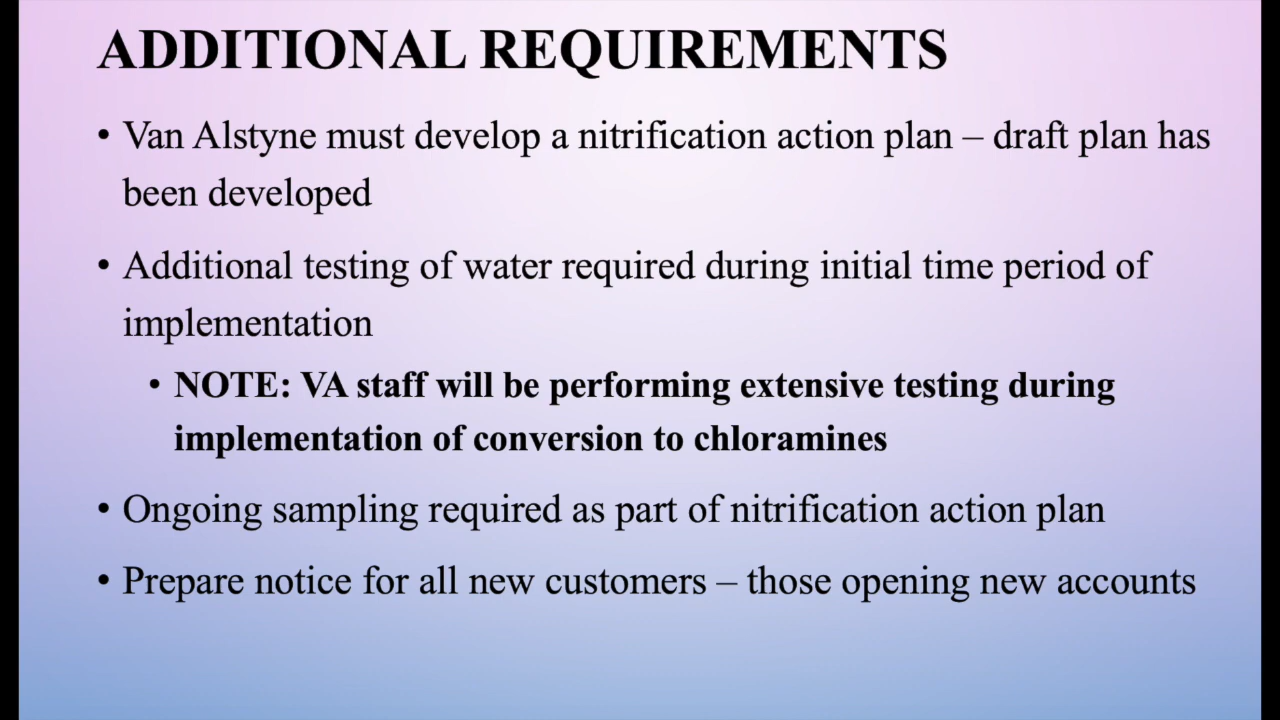 ADDITIONAL REQUIREMENTS
• Van Alstyne must develop a nitrification action plan – draft plan has
been developed
• Additional testing of water required during initial time period of
implementation
• NOTE: VA staff will be performing extensive testing during
implementation of conversion to chloramines
• Ongoing sampling required as part of nitrification action plan
• Prepare notice for all new customers – those opening new accounts